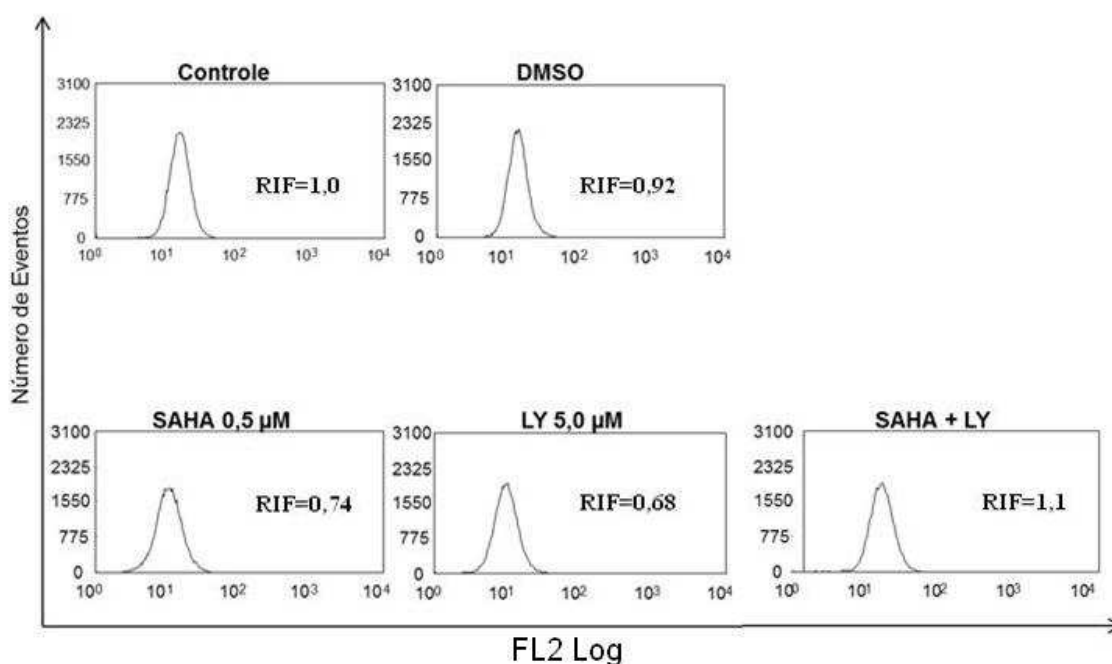 Controle
3100
2325
1550
775
0
RIF=1,0
10⁰ 10¹ 10² 10³ 10⁴
DMSO
3100
2325
1550
775
0
RIF=0,92
10⁰ 10¹ 10² 10³ 10⁴
Número de Eventos
SAHA 0,5 µM
3100
2325
1550
775
0
RIF=0,74
10⁰ 10¹ 10² 10³ 10⁴
LY 5,0 µM
3100
2325
1550
775
0
RIF=0,68
10⁰ 10¹ 10² 10³ 10⁴
SAHA + LY
3100
2325
1550
775
0
RIF=1,1
10⁰ 10¹ 10² 10³ 10⁴
FL2 Log